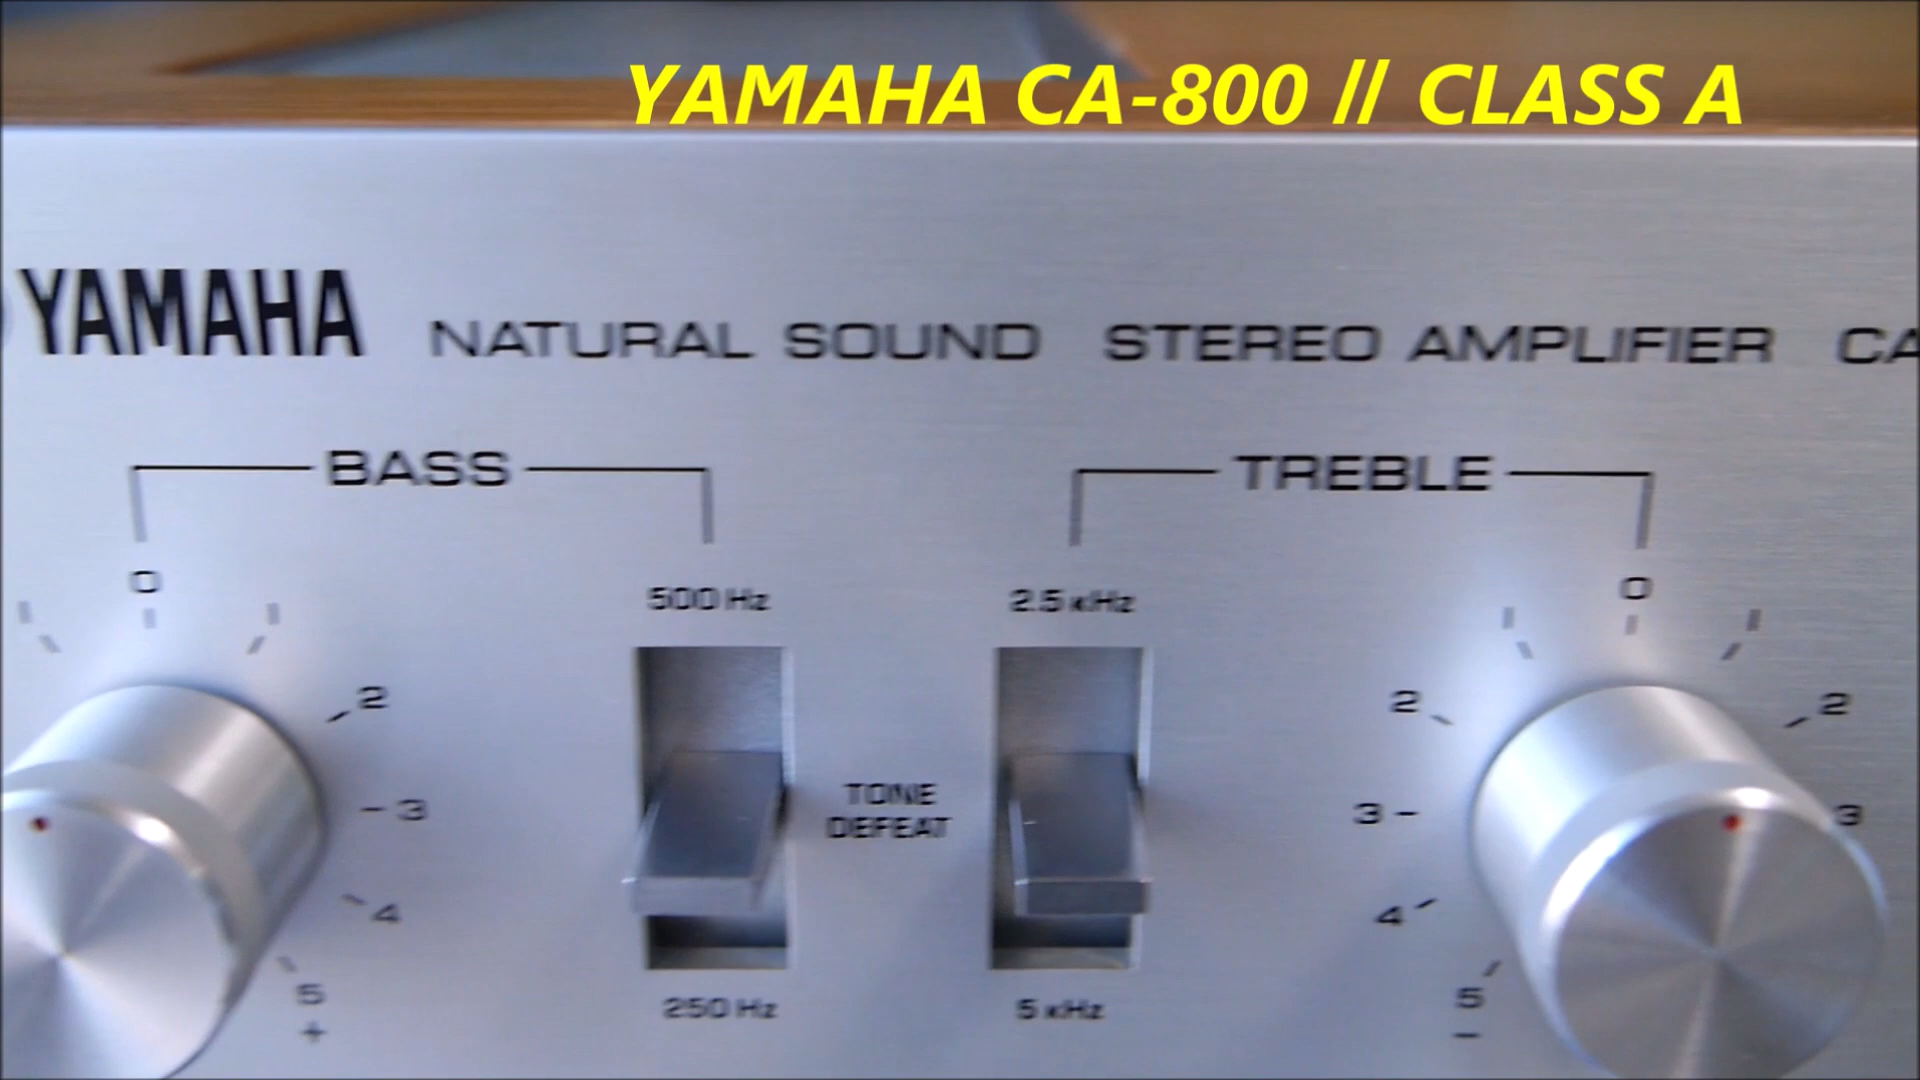 YAMAHA CA-800 // CLASS A
YAMAHA NATURAL SOUND STEREO AMPLIFIER CA
BASS TREBLE
0 0
500 Hz 2.5 kHz
2 2 2
TONE
DEFEAT
3 3 3
4 4
5 5
+ −
250 Hz 5 kHz